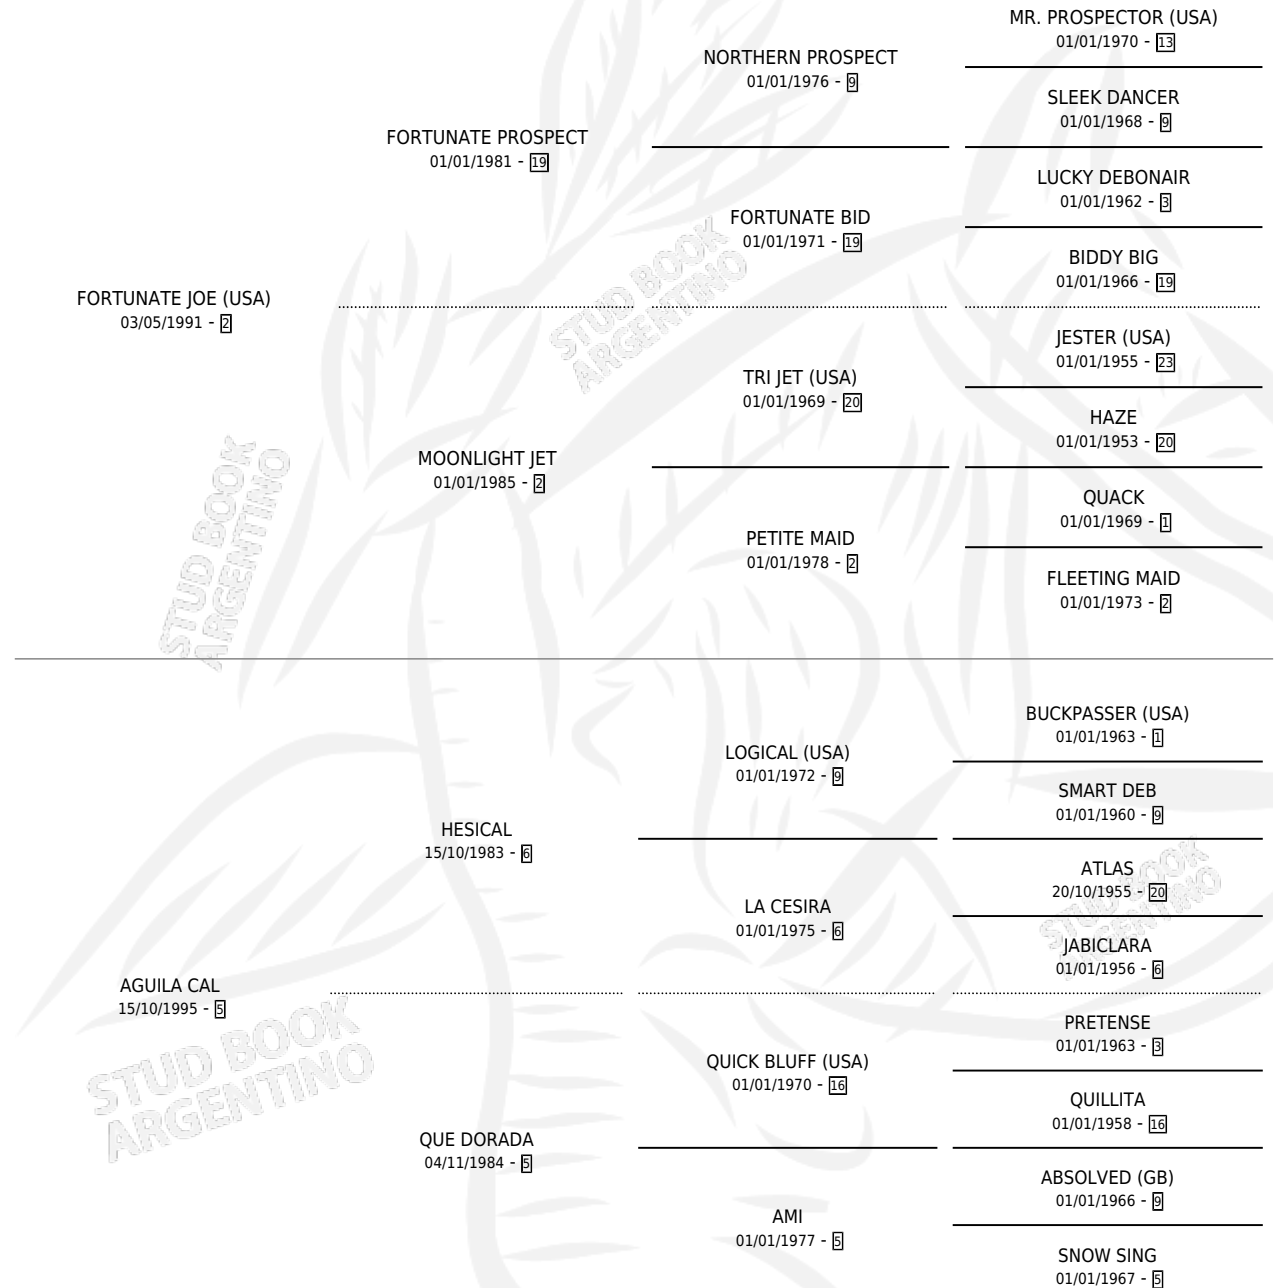 MR. PROSPECTOR (USA)
01/01/1970 - 13
NORTHERN PROSPECT
01/01/1976 - 9
SLEEK DANCER
01/01/1968 - 9
FORTUNATE PROSPECT
01/01/1981 - 19
LUCKY DEBONAIR
01/01/1962 - 3
FORTUNATE BID
01/01/1971 - 19
BIDDY BIG
01/01/1966 - 19
FORTUNATE JOE (USA)
03/05/1991 - 2
JESTER (USA)
01/01/1955 - 23
TRI JET (USA)
01/01/1969 - 20
HAZE
01/01/1953 - 20
MOONLIGHT JET
01/01/1985 - 2
QUACK
01/01/1969 - 1
PETITE MAID
01/01/1978 - 2
FLEETING MAID
01/01/1973 - 2
BUCKPASSER (USA)
01/01/1963 - 1
LOGICAL (USA)
01/01/1972 - 9
SMART DEB
01/01/1960 - 9
HESICAL
15/10/1983 - 6
ATLAS
20/10/1955 - 20
LA CESIRA
01/01/1975 - 6
JABICLARA
01/01/1956 - 6
AGUILA CAL
15/10/1995 - 5
PRETENSE
01/01/1963 - 3
QUICK BLUFF (USA)
01/01/1970 - 16
QUILLITA
01/01/1958 - 16
QUE DORADA
04/11/1984 - 5
ABSOLVED (GB)
01/01/1966 - 9
AMI
01/01/1977 - 5
SNOW SING
01/01/1967 - 5
STUD BOOK
ARGENTINO
STUD BOOK
ARGENTINO
STUD BOOK
ARGENTINO
STUD BOOK
ARGENTINO